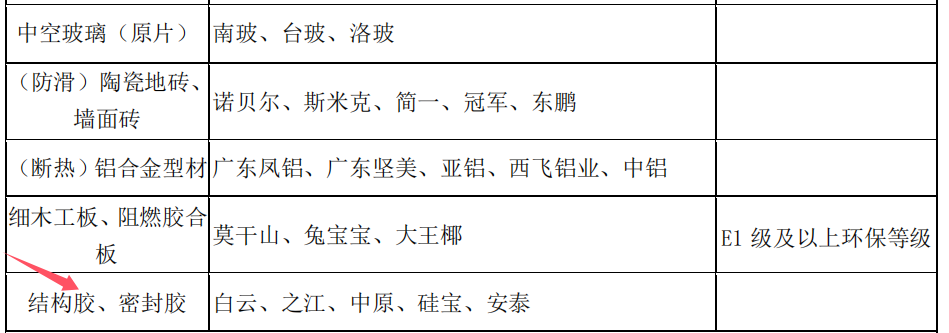 中空玻璃（原片）
南玻、台玻、洛玻
（防滑）陶瓷地砖、
墙面砖
诺贝尔、斯米克、简一、冠军、东鹏
（断热）铝合金型材
广东凤铝、广东坚美、亚铝、西飞铝业、中铝
细木工板、阻燃胶合
板
莫干山、兔宝宝、大王椰
E1 级及以上环保等级
结构胶、密封胶
白云、之江、中原、硅宝、安泰